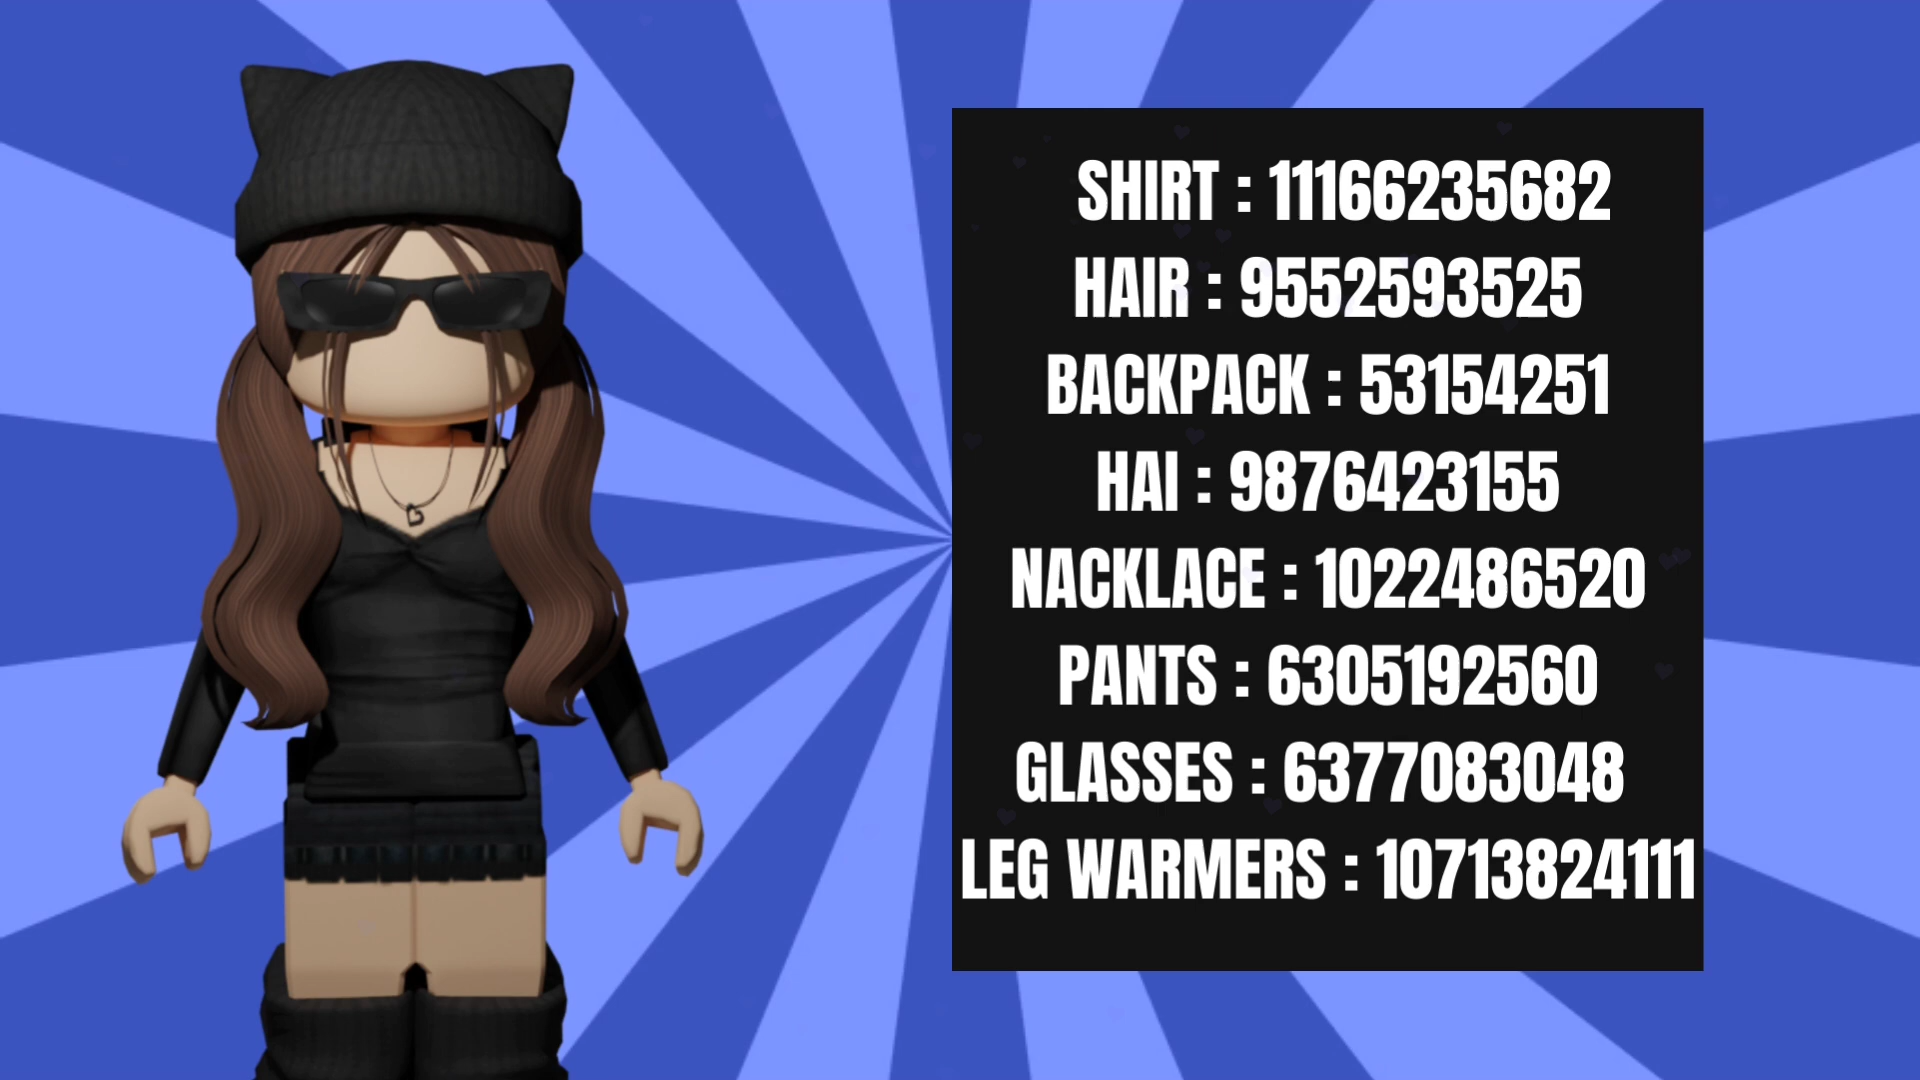 SHIRT : 11166235682
HAIR : 9552593525
BACKPACK : 53154251
HAI : 9876423155
NACKLACE : 1022486520
PANTS : 6305192560
GLASSES : 6377083048
LEG WARMERS : 10713824111